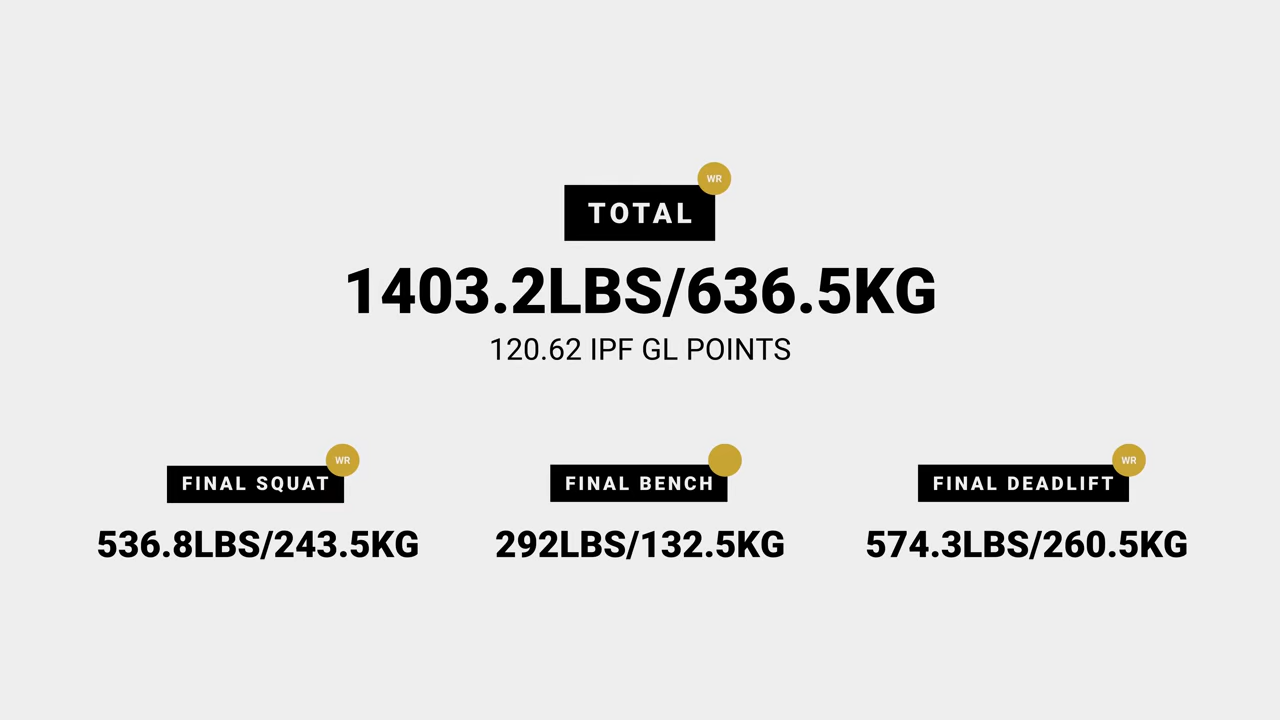 WR
TOTAL
1403.2LBS/636.5KG
120.62 IPF GL POINTS
WR
FINAL SQUAT
536.8LBS/243.5KG
FINAL BENCH
292LBS/132.5KG
WR
FINAL DEADLIFT
574.3LBS/260.5KG